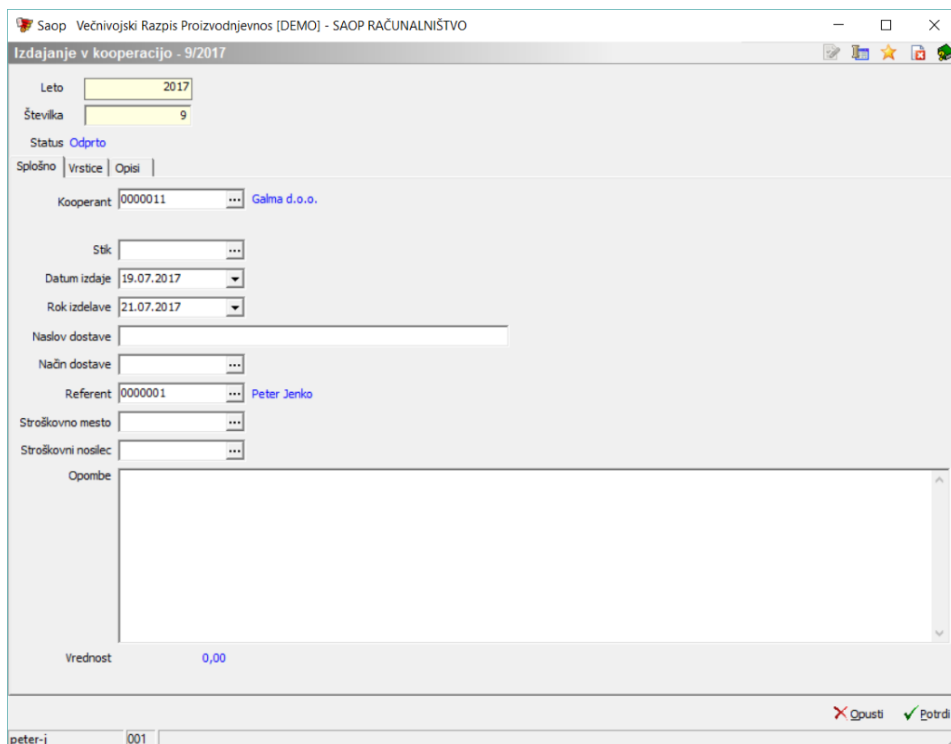 Saop Večnivojski Razpis Proizvodnjevnos [DEMO] - SAOP RAČUNALNIŠTVO
Izdajanje v kooperacijo - 9/2017
Leto 2017
Številka 9
Status Odprto
Splošno Vrstice Opisi
Kooperant 0000011 ... Galma d.o.o.
Stik ...
Datum izdaje 19.07.2017
Rok izdelave 21.07.2017
Naslov dostave
Način dostave ...
Referent 0000001 ... Peter Jenko
Stroškovno mesto ...
Stroškovni nosilec ...
Opombe
Vrednost 0,00
Opusti Potrdi
peter-j 001